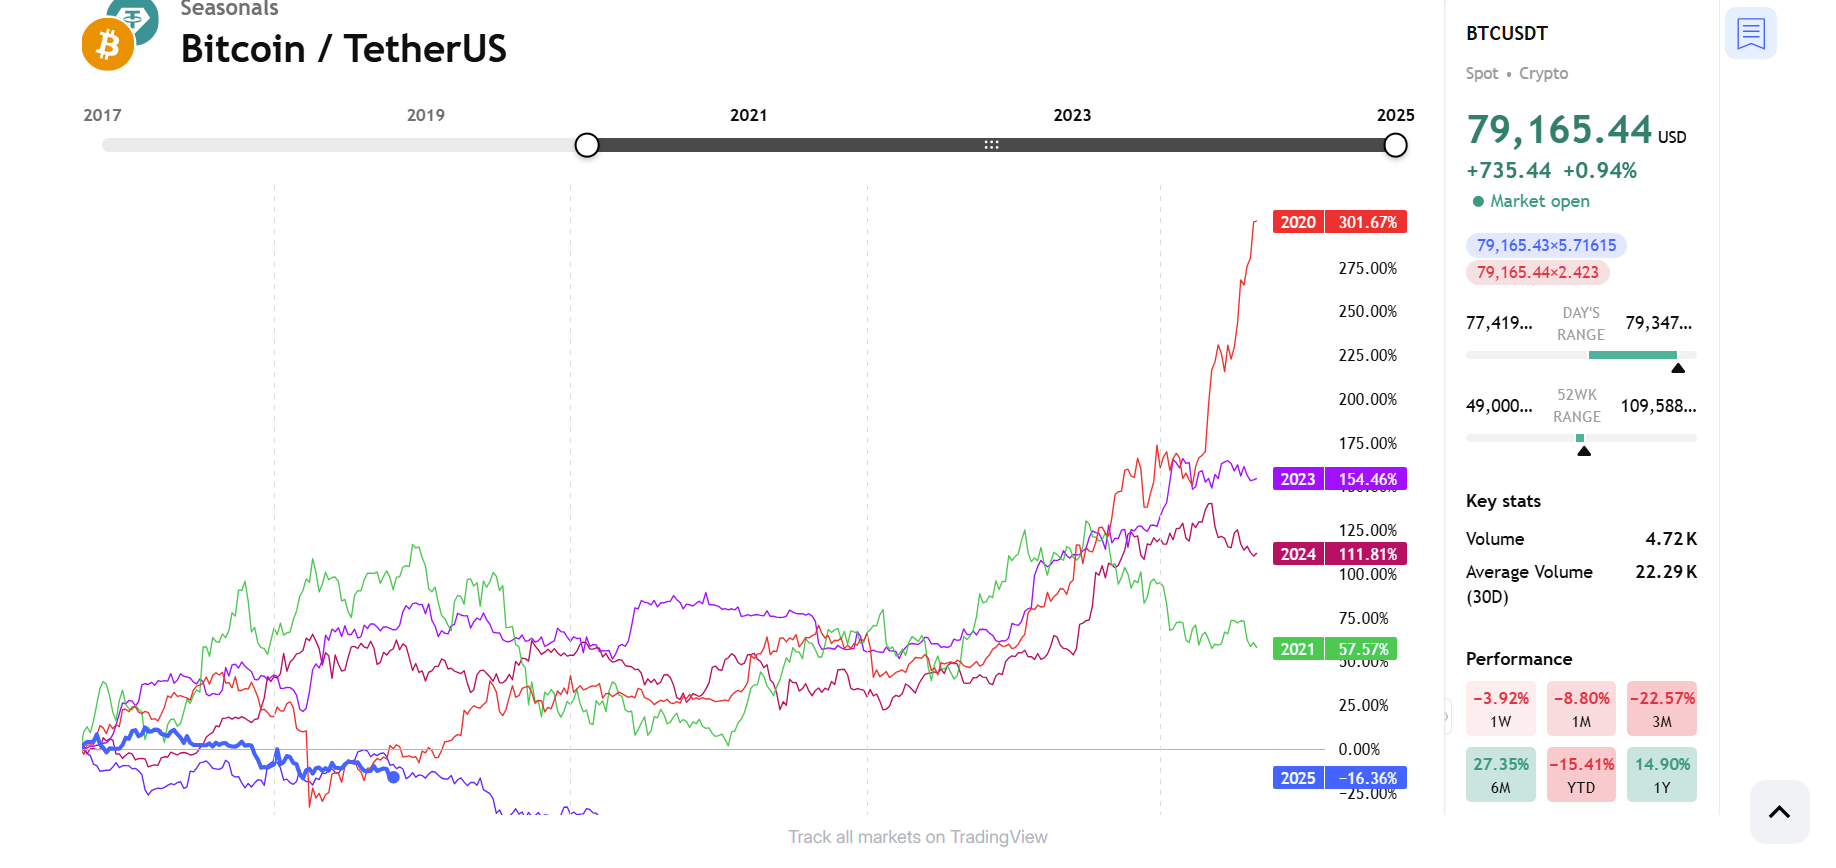 Seasonals
Bitcoin / TetherUS
2017 2019 2021 2023 2025
2020 301.67%
275.00%
250.00%
225.00%
200.00%
175.00%
2023 154.46%
125.00%
2024 111.81%
100.00%
75.00%
2021 57.57%
50.00%
25.00%
0.00%
2025 −16.36%
−25.00%
Track all markets on TradingView
BTCUSDT
Spot • Crypto
79,165.44 USD
+735.44 +0.94%
Market open
79,165.43×5.71615
79,165.44×2.423
77,419... DAY'S RANGE 79,347...
49,000... 52WK RANGE 109,588...
Key stats
Volume 4.72 K
Average Volume (30D) 22.29 K
Performance
−3.92% −8.80% −22.57%
1W 1M 3M
27.35% −15.41% 14.90%
6M YTD 1Y